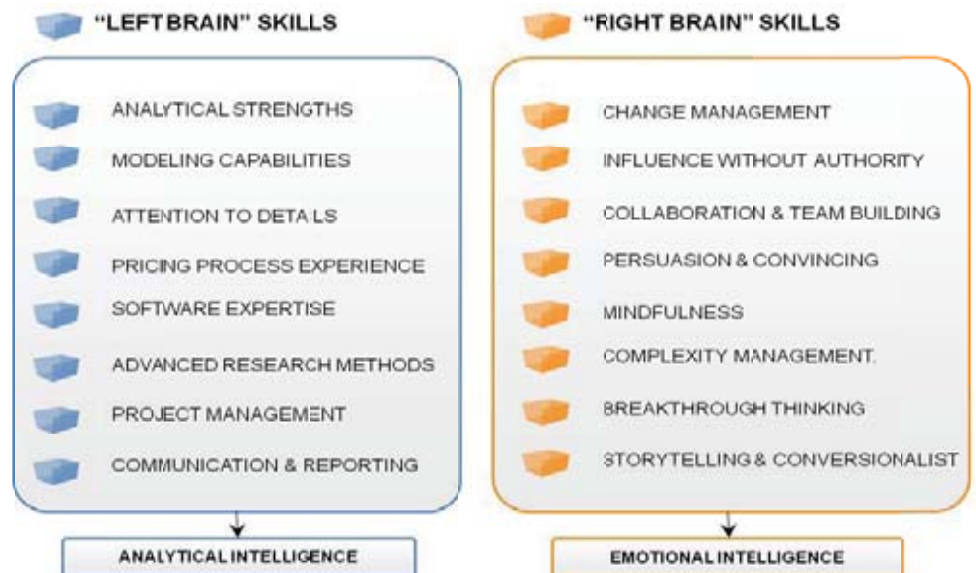 “LEFT BRAIN” SKILLS
ANALYTICAL STRENGTHS
MODELING CAPABILITIES
ATTENTION TO DETAILS
PRICING PROCESS EXPERIENCE
SOFTWARE EXPERTISE
ADVANCED RESEARCH METHODS
PROJECT MANAGEMENT
COMMUNICATION & REPORTING
ANALYTICAL INTELLIGENCE
“RIGHT BRAIN” SKILLS
CHANGE MANAGEMENT
INFLUENCE WITHOUT AUTHORITY
COLLABORATION & TEAM BUILDING
PERSUASION & CONVINCING
MINDFULNESS
COMPLEXITY MANAGEMENT.
BREAKTHROUGH THINKING
STORYTELLING & CONVERSIONALIST
EMOTIONAL INTELLIGENCE